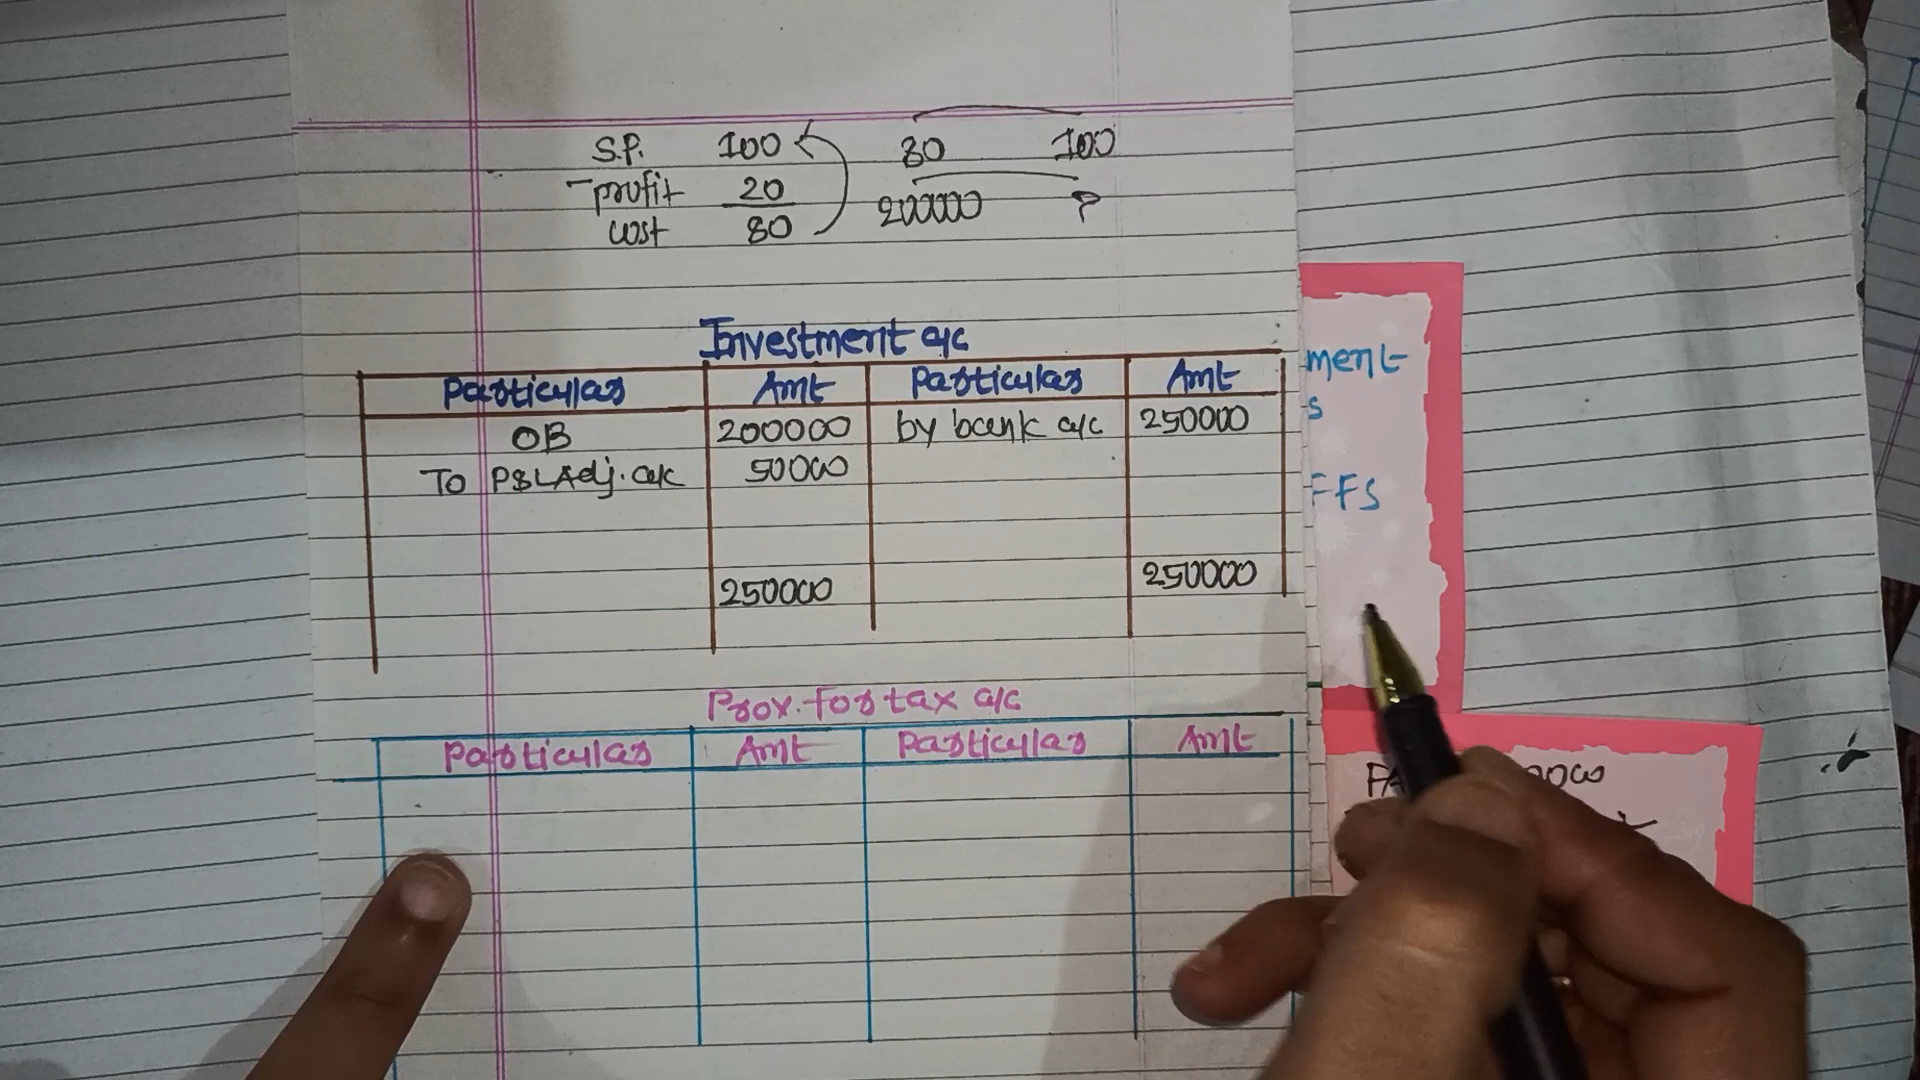 S.P. 100 80 100
- profit 20
cost 80 200000 ?
Investment a/c
Particulars Amt Particulars Amt
OB 200000 by bank a/c 250000
To P&L Adj. a/c 50000
250000 250000
Prov. for tax a/c
Particulars Amt Particulars Amt
ment
s
FFS